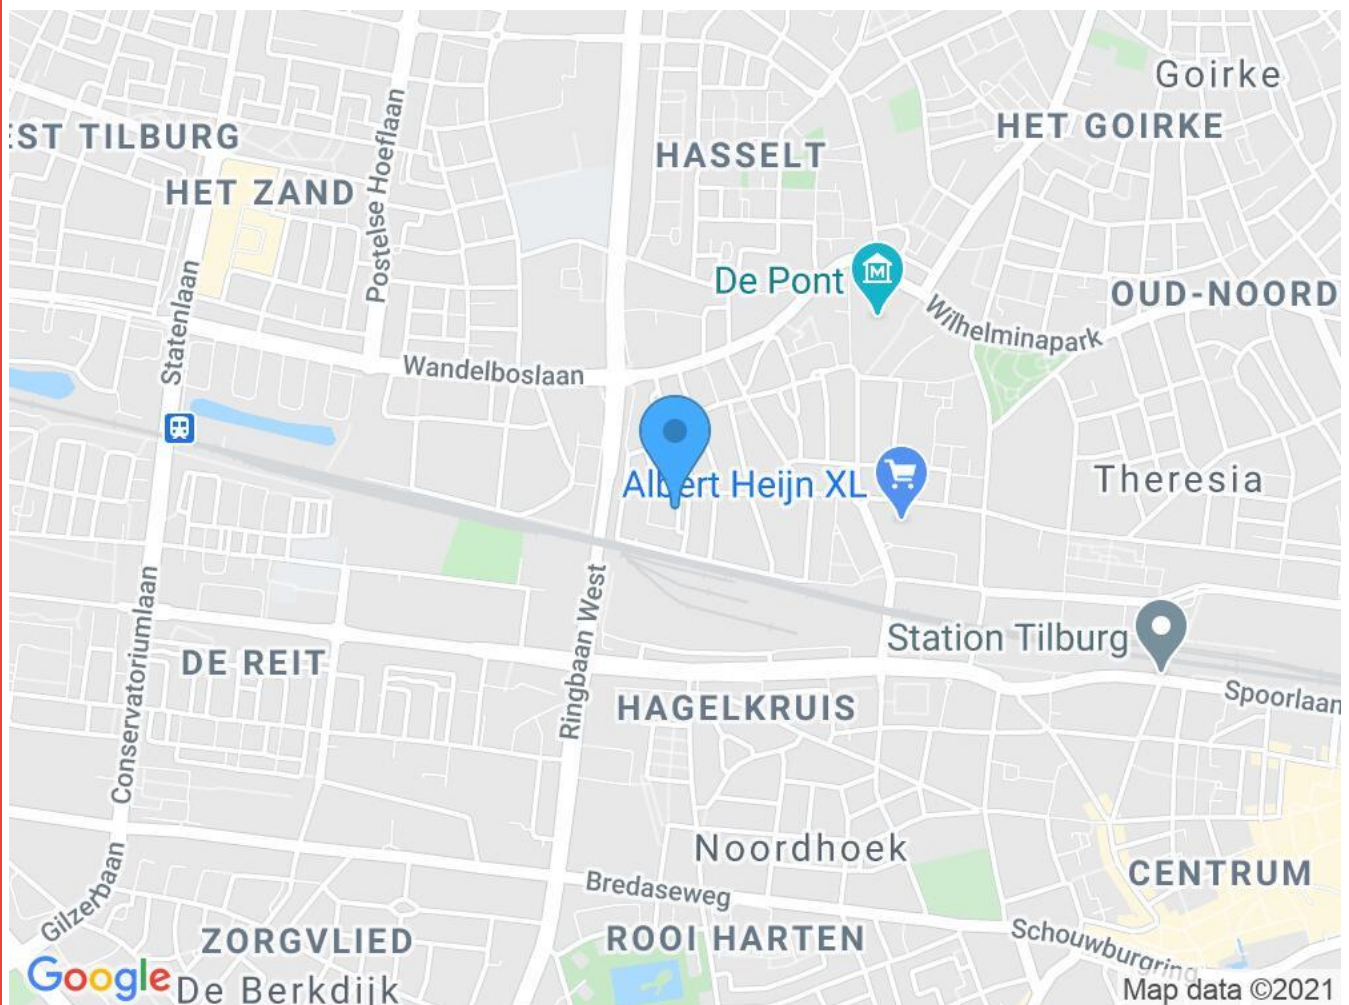 Goirke
HET GOIRKE
EST TILBURG
HASSELT
HET ZAND
Postelse Hoeflaan
De Pont
Statenlaan
OUD-NOORD
Wilhelminapark
Wandelboslaan
Albert Heijn XL
Theresia
Conservatoriumlaan
Ringbaan West
Station Tilburg
DE REIT
Spoorlaan
HAGELKRUIS
Noordhoek
CENTRUM
Bredaseweg
Gilzerbaan
ZORGVLIED
ROOI HARTEN
Schouwburgring
Google
De Berkdijk
Map data ©2021